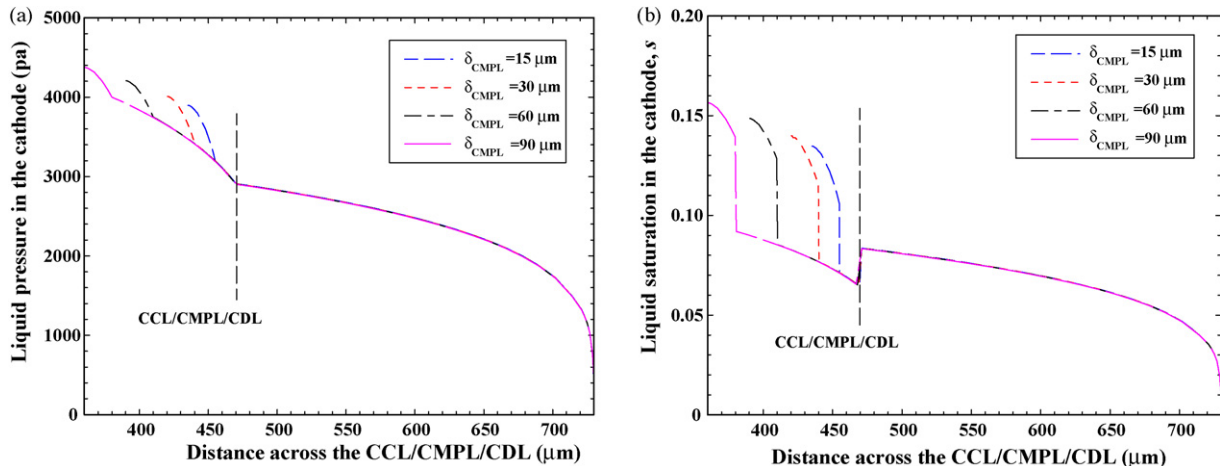 (a)
5000
4000
3000
2000
1000
0
400
450
500
550
600
650
700
Liquid pressure in the cathode (pa)
δCMPL =15 μm
δCMPL =30 μm
δCMPL =60 μm
δCMPL =90 μm
CCL/CMPL/CDL
Distance across the CCL/CMPL/CDL (μm)
(b)
0.20
0.15
0.10
0.05
0.00
400
450
500
550
600
650
700
Liquid saturation in the cathode, s
δCMPL =15 μm
δCMPL =30 μm
δCMPL =60 μm
δCMPL =90 μm
CCL/CMPL/CDL
Distance across the CCL/CMPL/CDL (μm)